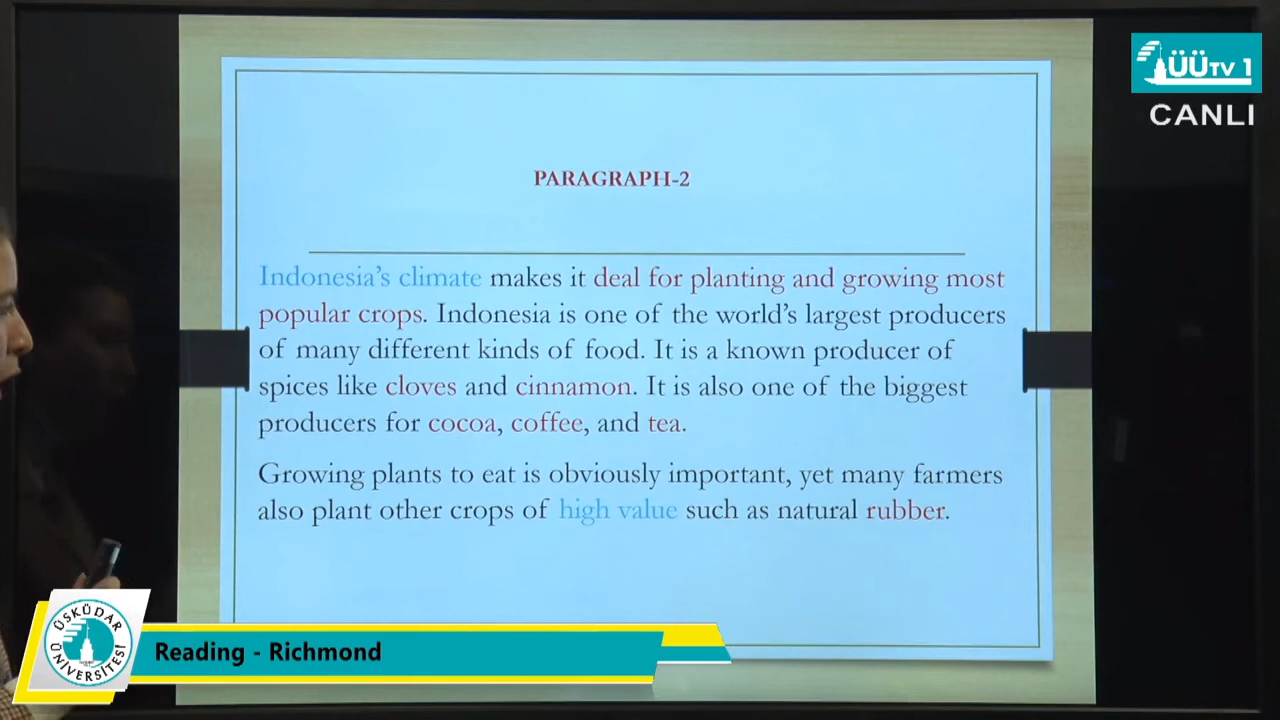 ÜÜTV 1
CANLI
PARAGRAPH-2
Indonesia's climate makes it deal for planting and growing most
popular crops. Indonesia is one of the world's largest producers
of many different kinds of food. It is a known producer of
spices like cloves and cinnamon. It is also one of the biggest
producers for cocoa, coffee, and tea.
Growing plants to eat is obviously important, yet many farmers
also plant other crops of high value such as natural rubber.
ÜSKÜDAR
ÜNİVERSİTESİ
Reading - Richmond